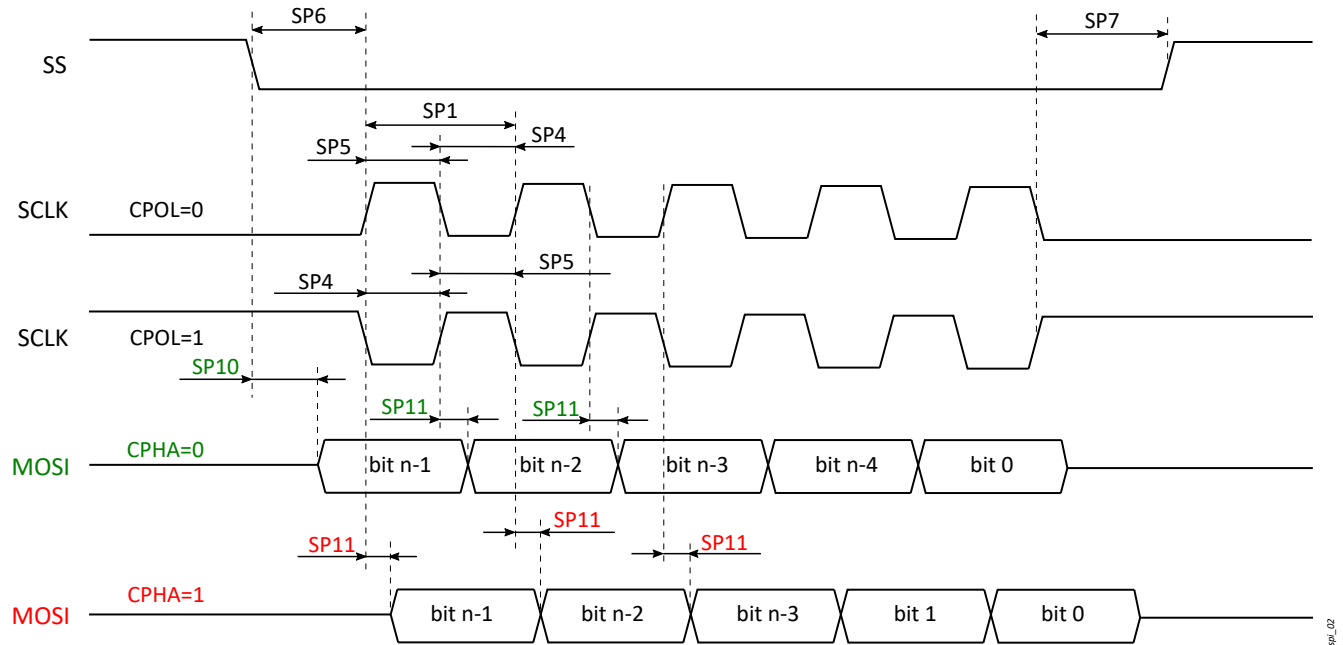 SP6
SP7
SS
SP1
SP4
SP5
SCLK CPOL=0
SP5
SP4
SCLK CPOL=1
SP10
SP11 SP11
MOSI CPHA=0 bit n-1 bit n-2 bit n-3 bit n-4 bit 0
SP11 SP11 SP11
MOSI CPHA=1 bit n-1 bit n-2 bit n-3 bit 1 bit 0
spi_02